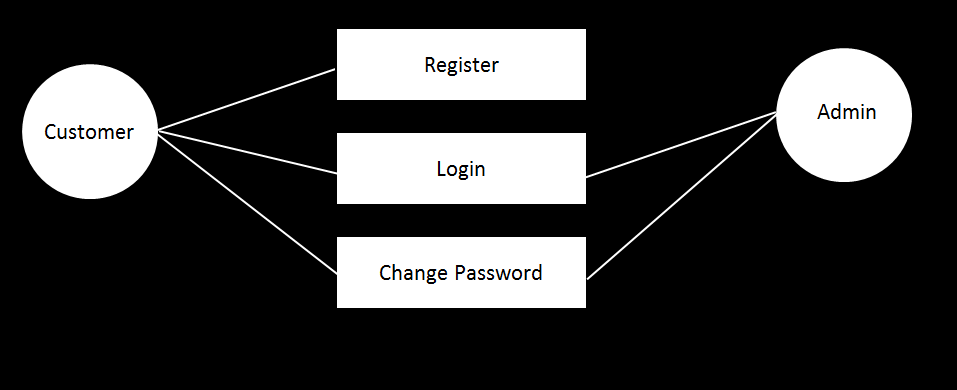 Register
Customer
Admin
Login
Change Password